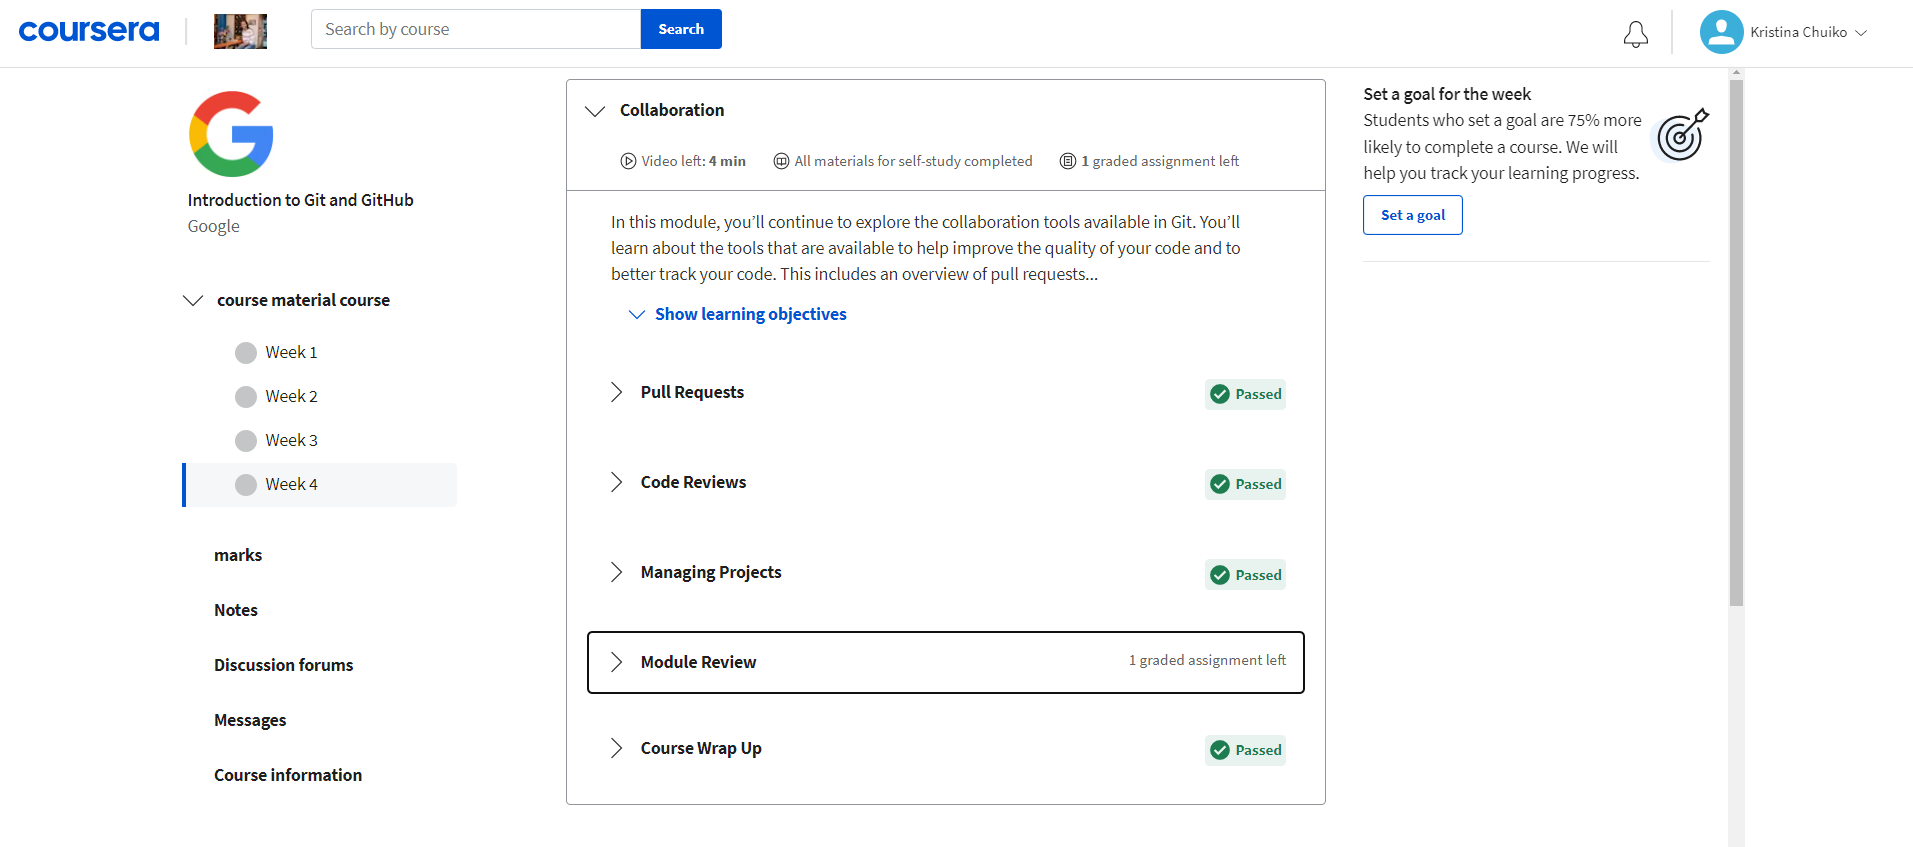 coursera
Search by course
Search
Kristina Chuiko
Introduction to Git and GitHub
Google
course material course
Week 1
Week 2
Week 3
Week 4
marks
Notes
Discussion forums
Messages
Course information
Collaboration
Video left: 4 min
All materials for self-study completed
1 graded assignment left
In this module, you’ll continue to explore the collaboration tools available in Git. You’ll
learn about the tools that are available to help improve the quality of your code and to
better track your code. This includes an overview of pull requests...
Show learning objectives
Pull Requests
Passed
Code Reviews
Passed
Managing Projects
Passed
Module Review
1 graded assignment left
Course Wrap Up
Passed
Set a goal for the week
Students who set a goal are 75% more
likely to complete a course. We will
help you track your learning progress.
Set a goal